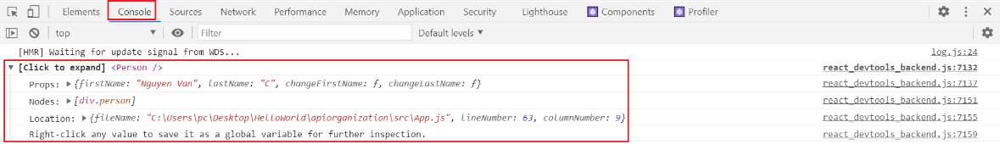 Elements Console Sources Network Performance Memory Application Security Lighthouse Components Profiler
top Filter Default levels
[HMR] Waiting for update signal from WDS... log.js:24
[Click to expand] <Person /> react_devtools_backend.js:7132
Props: {firstName: "Nguyen Van", lastName: "C", changeFirstName: ƒ, changeLastName: ƒ} react_devtools_backend.js:7137
Nodes: [div.person] react_devtools_backend.js:7151
Location: {fileName: "C:\Users\pc\Desktop\HelloWorld\apiorganization\src\App.js", lineNumber: 63, columnNumber: 9} react_devtools_backend.js:7155
Right-click any value to save it as a global variable for further inspection. react_devtools_backend.js:7159